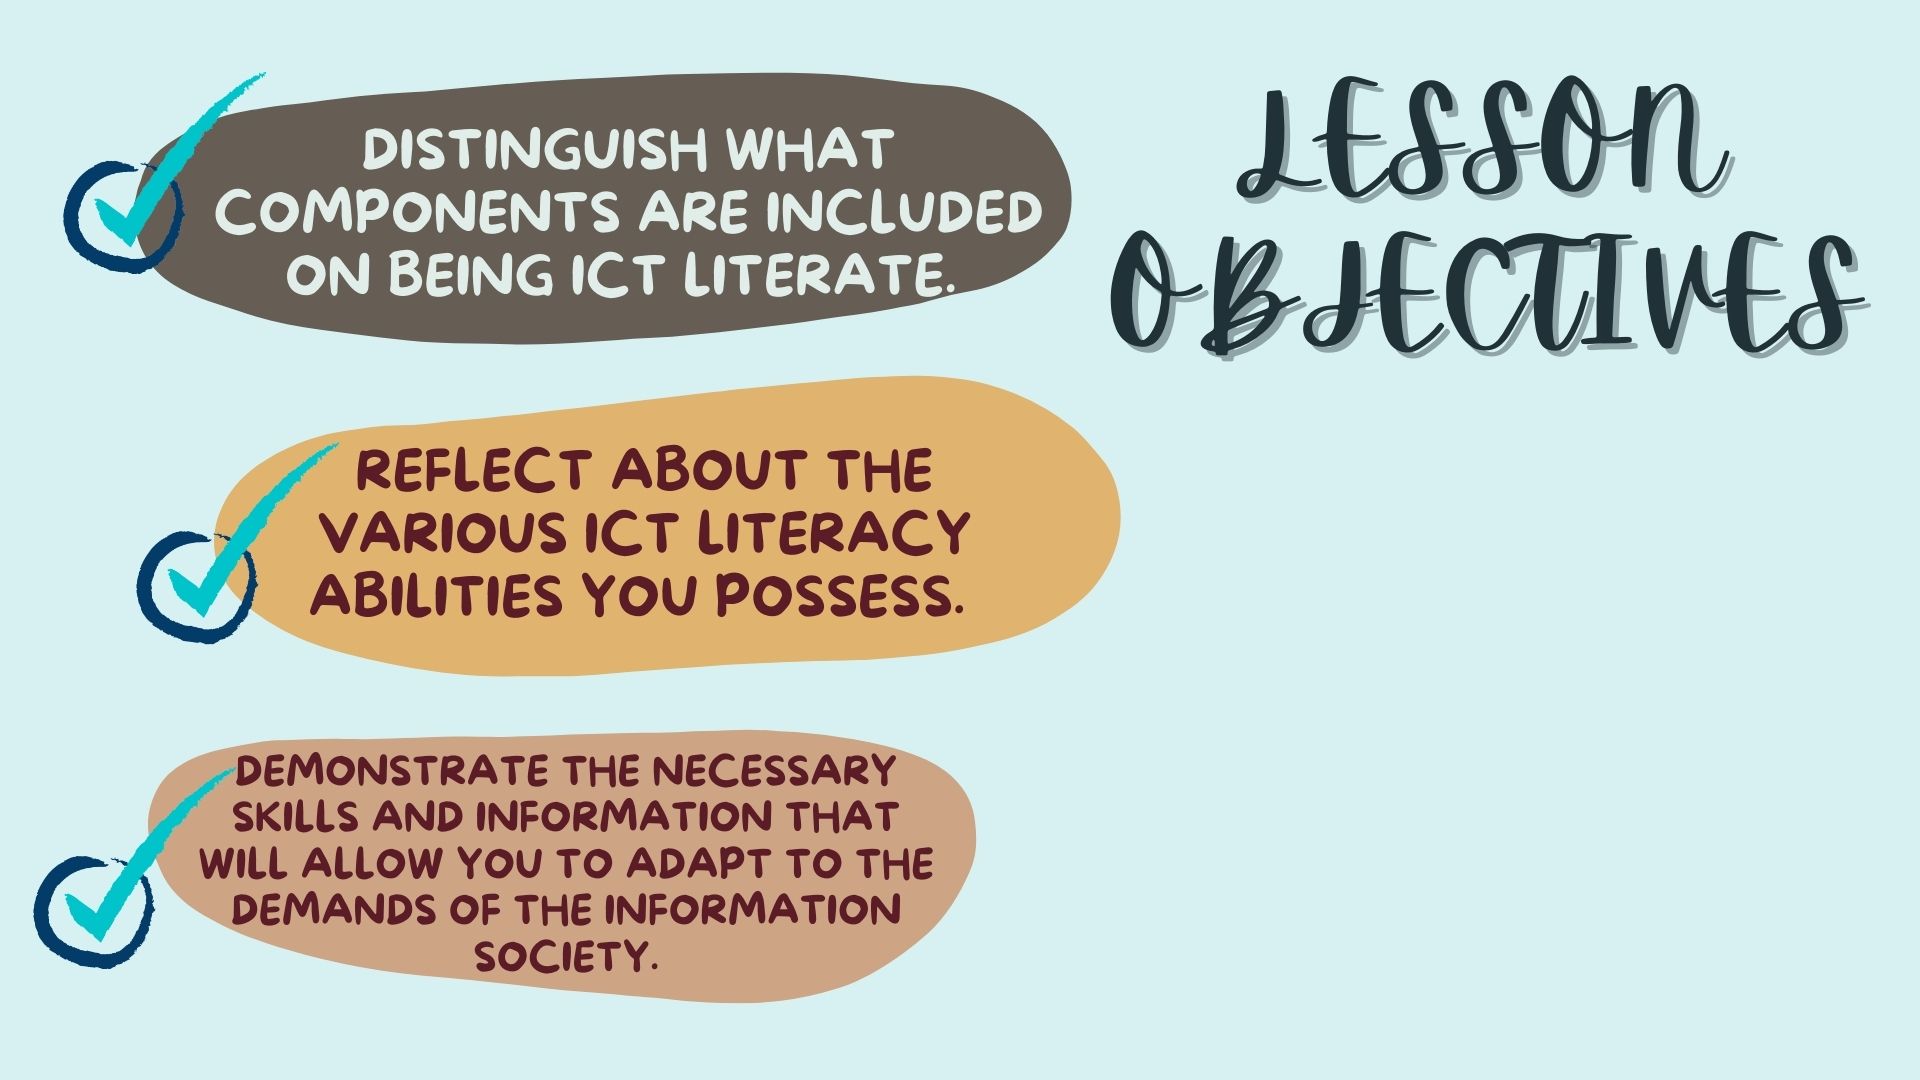 LESSON
OBJECTIVES
DISTINGUISH WHAT
COMPONENTS ARE INCLUDED
ON BEING ICT LITERATE.
REFLECT ABOUT THE
VARIOUS ICT LITERACY
ABILITIES YOU POSSESS.
DEMONSTRATE THE NECESSARY
SKILLS AND INFORMATION THAT
WILL ALLOW YOU TO ADAPT TO THE
DEMANDS OF THE INFORMATION
SOCIETY.